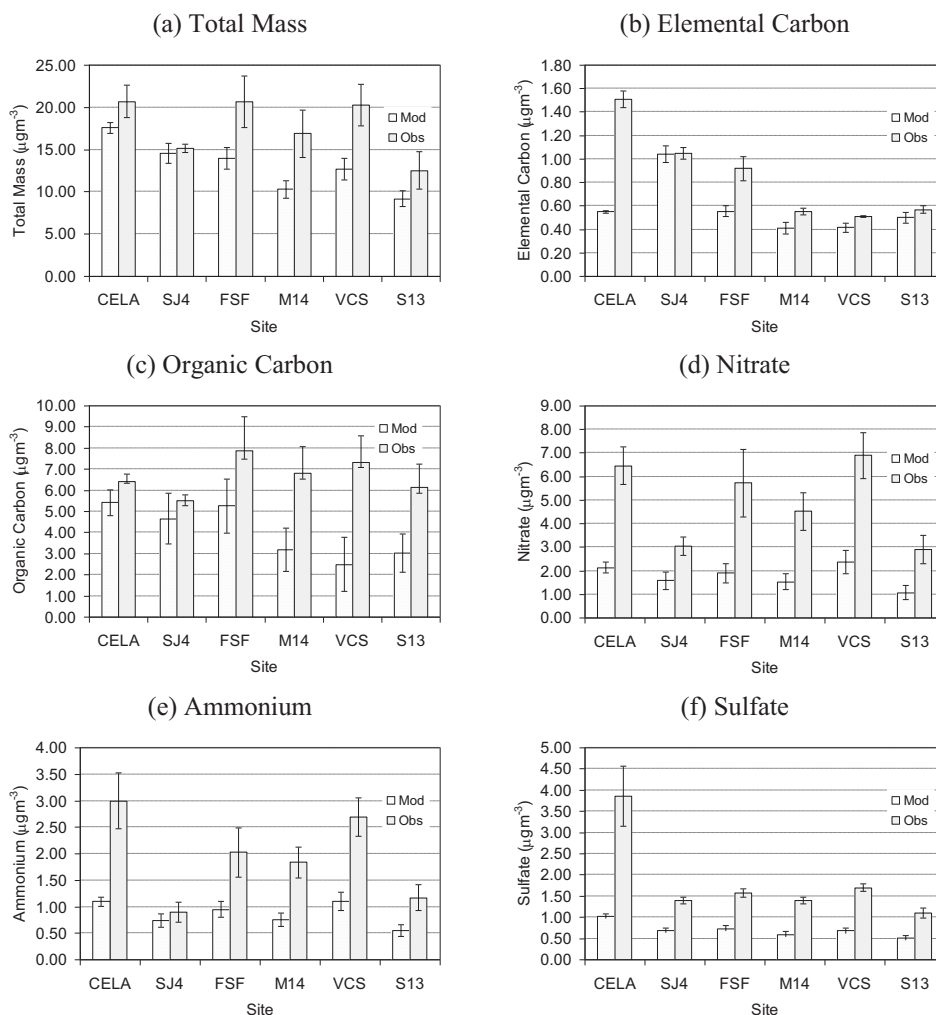 (a) Total Mass
25.00
20.00
15.00
10.00
5.00
0.00
Total Mass (μgm-3)
Mod
Obs
CELA SJ4 FSF M14 VCS S13
Site
(b) Elemental Carbon
1.80
1.60
1.40
1.20
1.00
0.80
0.60
0.40
0.20
0.00
Elemental Carbon (μgm-3)
Mod
Obs
CELA SJ4 FSF M14 VCS S13
Site
(c) Organic Carbon
10.00
9.00
8.00
7.00
6.00
5.00
4.00
3.00
2.00
1.00
0.00
Organic Carbon (μgm-3)
Mod
Obs
CELA SJ4 FSF M14 VCS S13
Site
(d) Nitrate
9.00
8.00
7.00
6.00
5.00
4.00
3.00
2.00
1.00
0.00
Nitrate (μgm-3)
Mod
Obs
CELA SJ4 FSF M14 VCS S13
Site
(e) Ammonium
4.00
3.50
3.00
2.50
2.00
1.50
1.00
0.50
0.00
Ammonium (μgm-3)
Mod
Obs
CELA SJ4 FSF M14 VCS S13
Site
(f) Sulfate
5.00
4.50
4.00
3.50
3.00
2.50
2.00
1.50
1.00
0.50
0.00
Sulfate (μgm-3)
Mod
Obs
CELA SJ4 FSF M14 VCS S13
Site